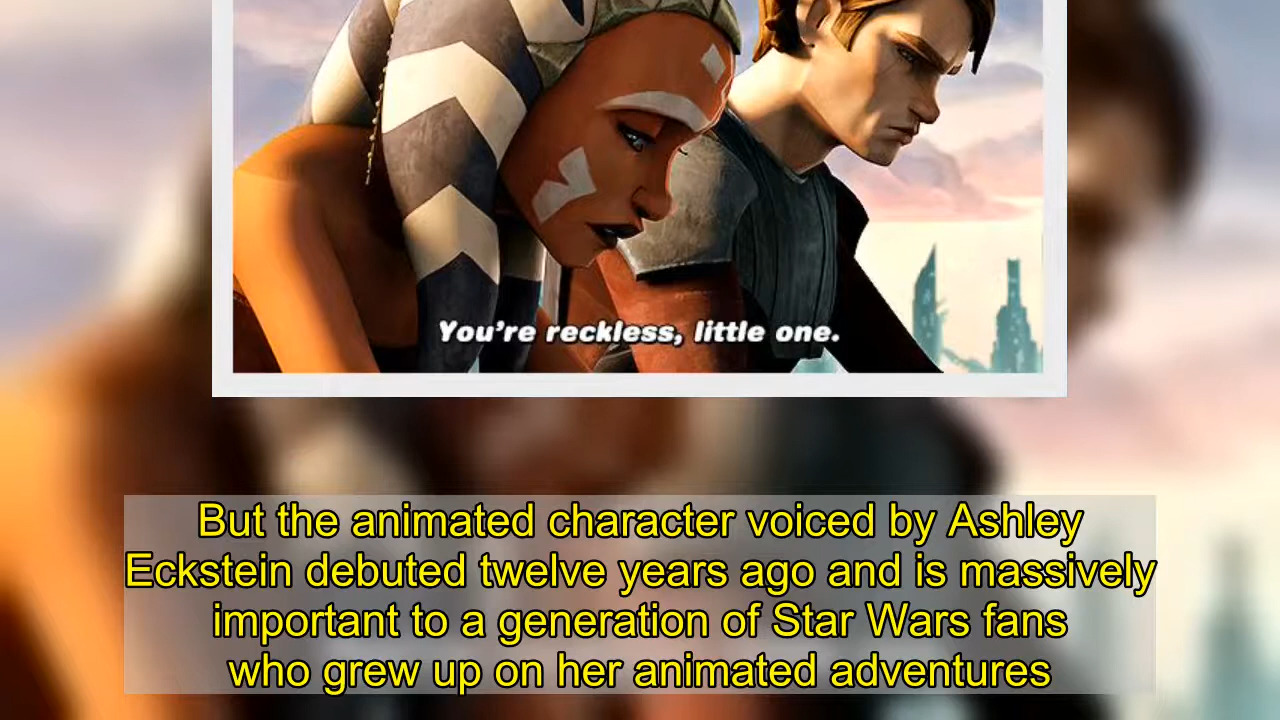 You're reckless, little one.
But the animated character voiced by Ashley
Eckstein debuted twelve years ago and is massively
important to a generation of Star Wars fans
who grew up on her animated adventures